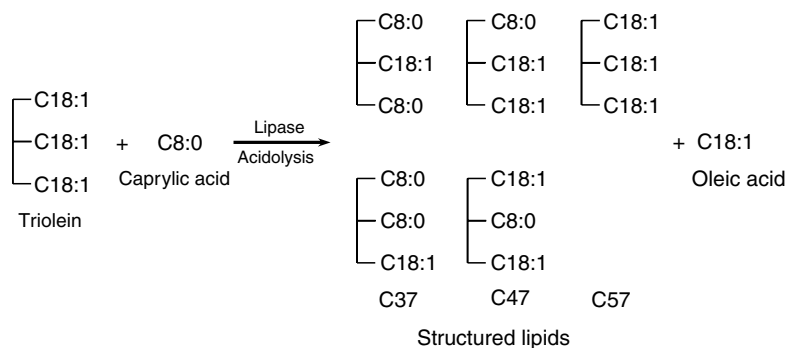 C8:0 C8:0 C18:1
C18:1 C18:1 C18:1
C8:0 C18:1 C18:1
C18:1
C18:1 + C8:0 Lipase Acidolysis + C18:1
C18:1 Caprylic acid Oleic acid
Triolein
C8:0 C18:1
C8:0 C8:0
C18:1 C18:1
C37 C47 C57
Structured lipids